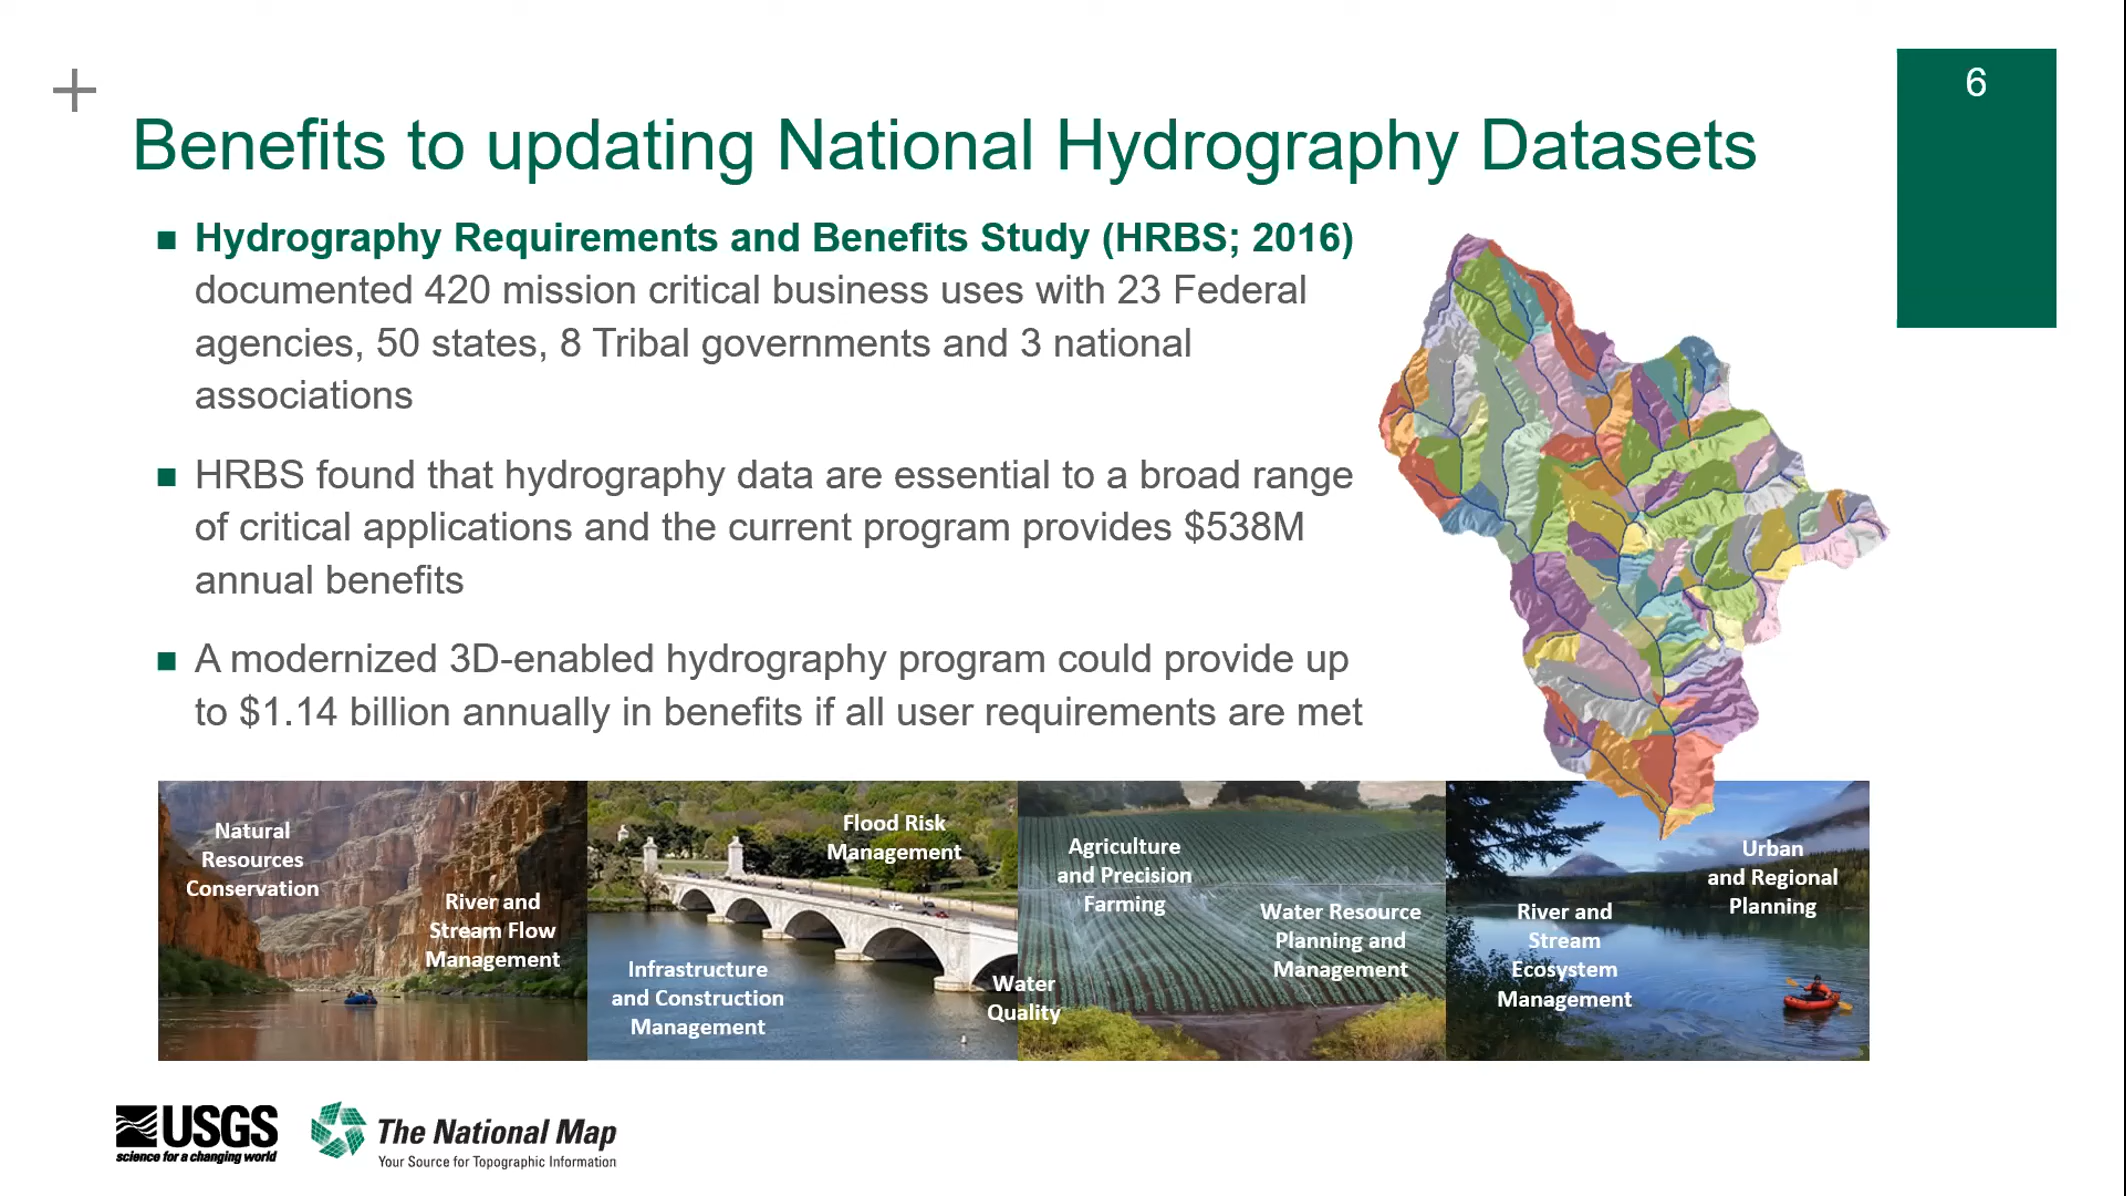 +
6
Benefits to updating National Hydrography Datasets
Hydrography Requirements and Benefits Study (HRBS; 2016)
documented 420 mission critical business uses with 23 Federal
agencies, 50 states, 8 Tribal governments and 3 national
associations
HRBS found that hydrography data are essential to a broad range
of critical applications and the current program provides $538M
annual benefits
A modernized 3D-enabled hydrography program could provide up
to $1.14 billion annually in benefits if all user requirements are met
Natural
Resources
Conservation
River and
Stream Flow
Management
Flood Risk
Management
Infrastructure
and Construction
Management
Water
Quality
Agriculture
and Precision
Farming
Water Resource
Planning and
Management
River and
Stream
Ecosystem
Management
Urban
and Regional
Planning
USGS
science for a changing world
The National Map
Your Source for Topographic Information